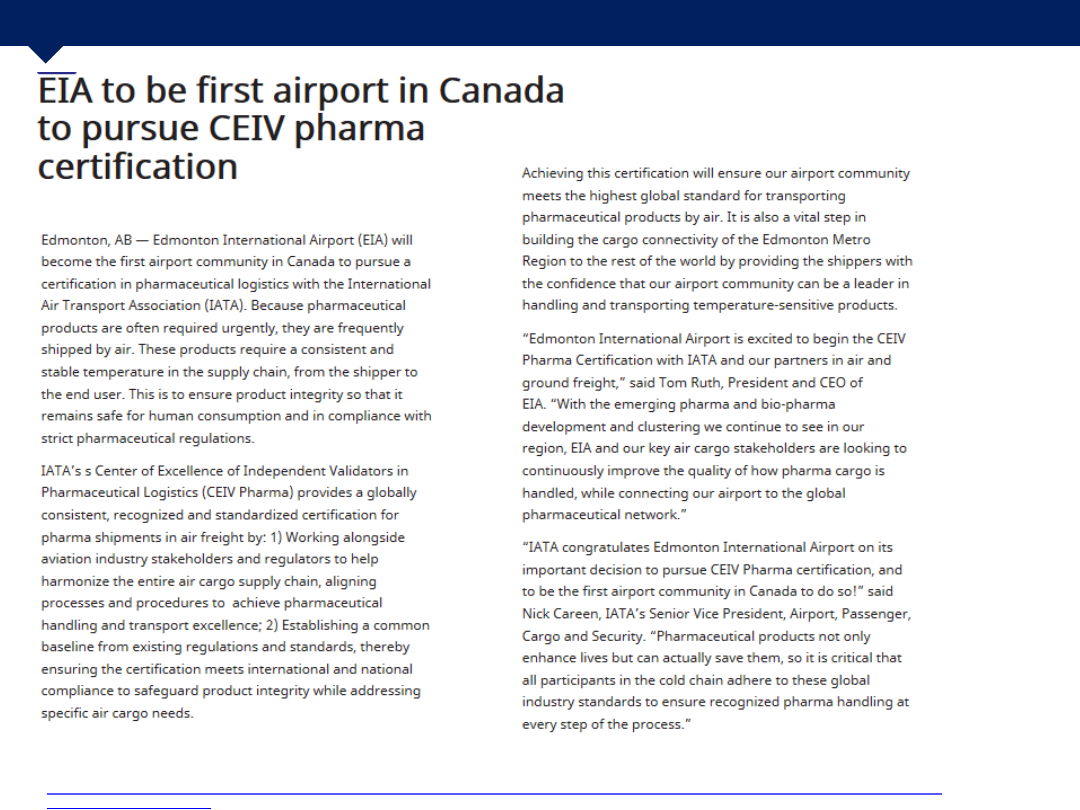 EIA to be first airport in Canada
to pursue CEIV pharma
certification
Edmonton, AB — Edmonton International Airport (EIA) will
become the first airport community in Canada to pursue a
certification in pharmaceutical logistics with the International
Air Transport Association (IATA). Because pharmaceutical
products are often required urgently, they are frequently
shipped by air. These products require a consistent and
stable temperature in the supply chain, from the shipper to
the end user. This is to ensure product integrity so that it
remains safe for human consumption and in compliance with
strict pharmaceutical regulations.
IATA’s s Center of Excellence of Independent Validators in
Pharmaceutical Logistics (CEIV Pharma) provides a globally
consistent, recognized and standardized certification for
pharma shipments in air freight by: 1) Working alongside
aviation industry stakeholders and regulators to help
harmonize the entire air cargo supply chain, aligning
processes and procedures to  achieve pharmaceutical
handling and transport excellence; 2) Establishing a common
baseline from existing regulations and standards, thereby
ensuring the certification meets international and national
compliance to safeguard product integrity while addressing
specific air cargo needs.
Achieving this certification will ensure our airport community
meets the highest global standard for transporting
pharmaceutical products by air. It is also a vital step in
building the cargo connectivity of the Edmonton Metro
Region to the rest of the world by providing the shippers with
the confidence that our airport community can be a leader in
handling and transporting temperature-sensitive products.
“Edmonton International Airport is excited to begin the CEIV
Pharma Certification with IATA and our partners in air and
ground freight,” said Tom Ruth, President and CEO of
EIA. “With the emerging pharma and bio-pharma
development and clustering we continue to see in our
region, EIA and our key air cargo stakeholders are looking to
continuously improve the quality of how pharma cargo is
handled, while connecting our airport to the global
pharmaceutical network.”
“IATA congratulates Edmonton International Airport on its
important decision to pursue CEIV Pharma certification, and
to be the first airport community in Canada to do so!” said
Nick Careen, IATA’s Senior Vice President, Airport, Passenger,
Cargo and Security. “Pharmaceutical products not only
enhance lives but can actually save them, so it is critical that
all participants in the cold chain adhere to these global
industry standards to ensure recognized pharma handling at
every step of the process.”